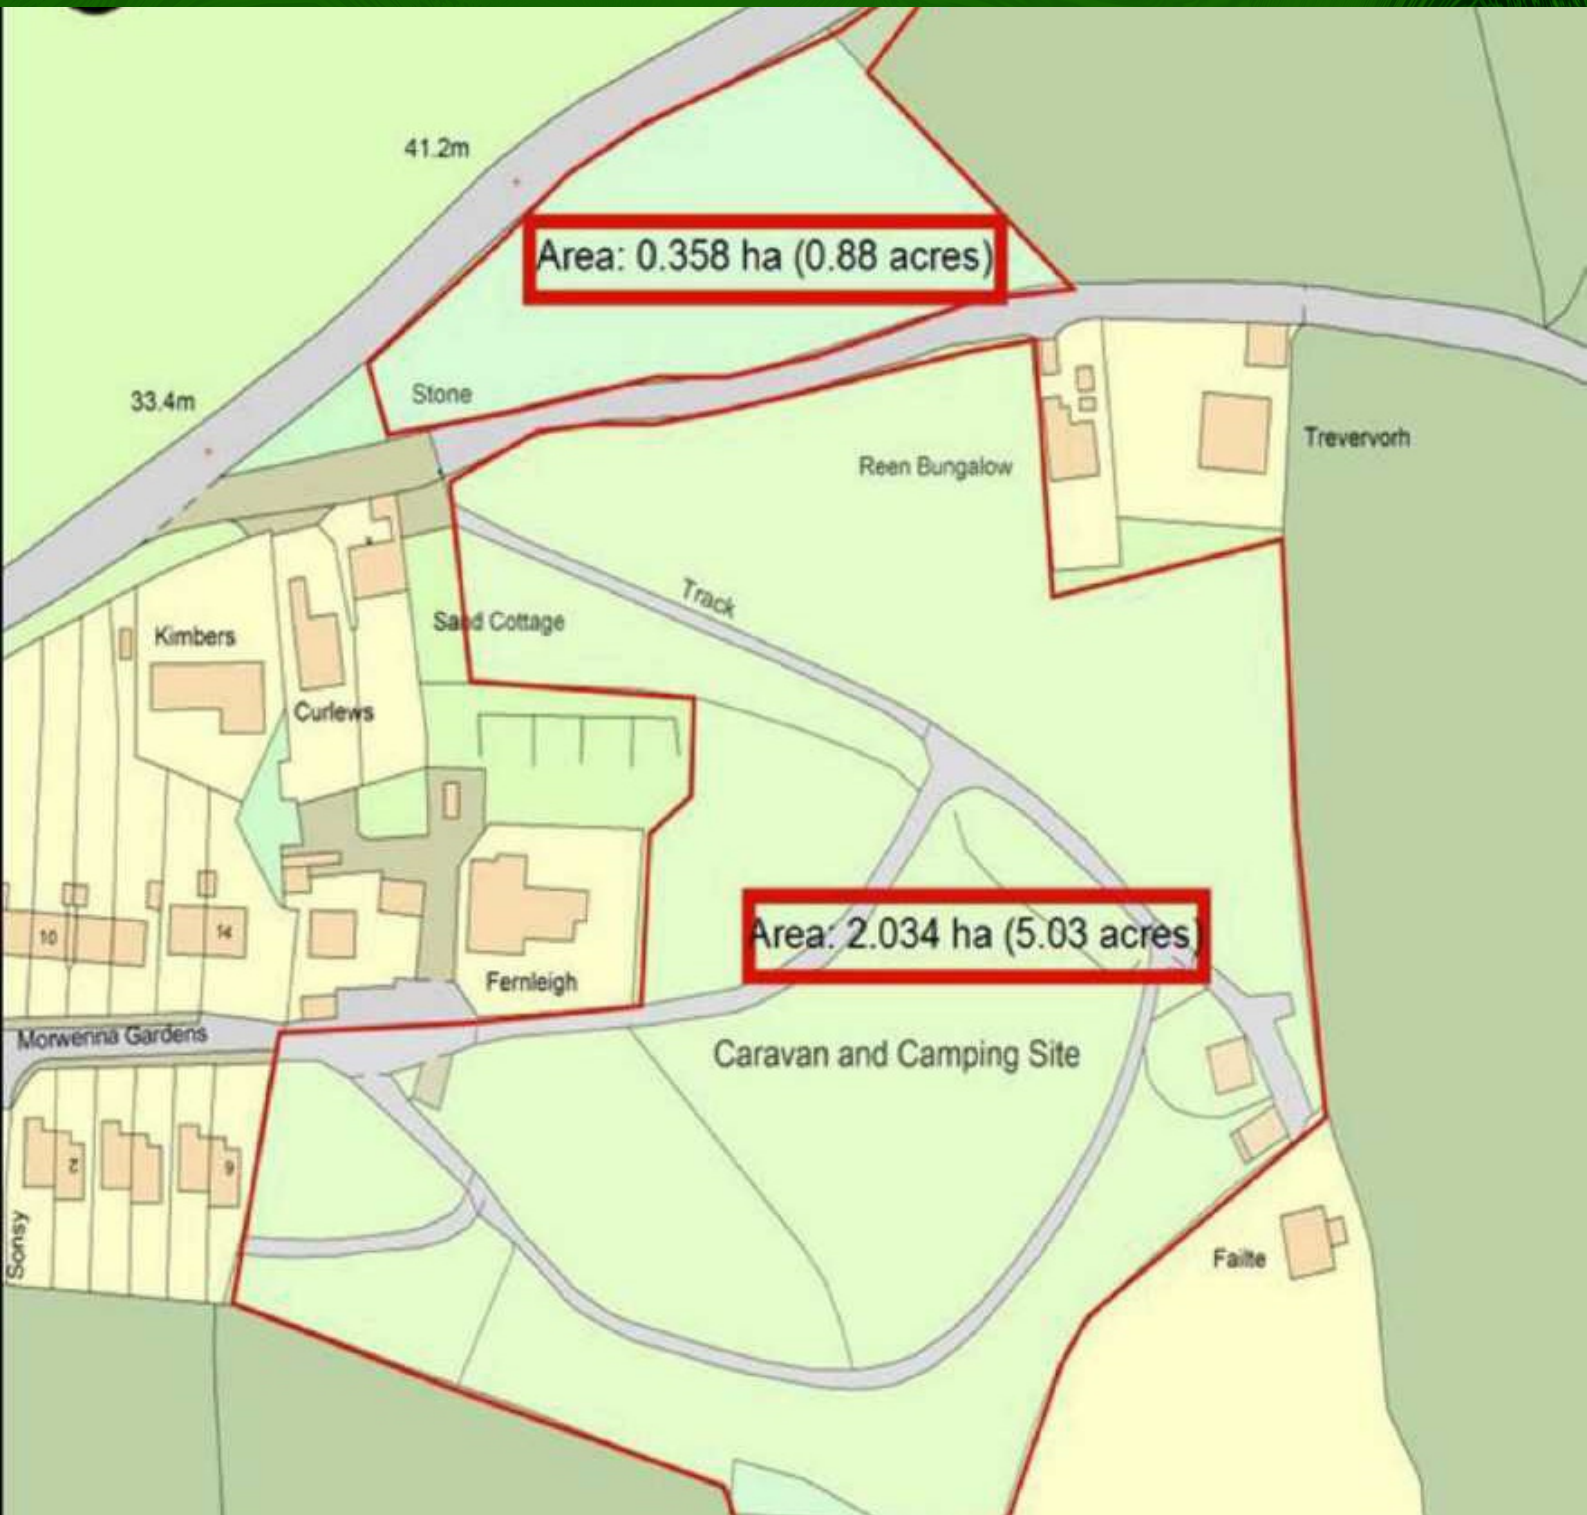 41.2m
Area: 0.358 ha (0.88 acres)
Stone
33.4m
Trevervorh
Reen Bungalow
Track
Sand Cottage
Kimbers
Curlews
10
14
Area: 2.034 ha (5.03 acres)
Fernleigh
Morwenna Gardens
Caravan and Camping Site
2
6
Sonsy
Failte